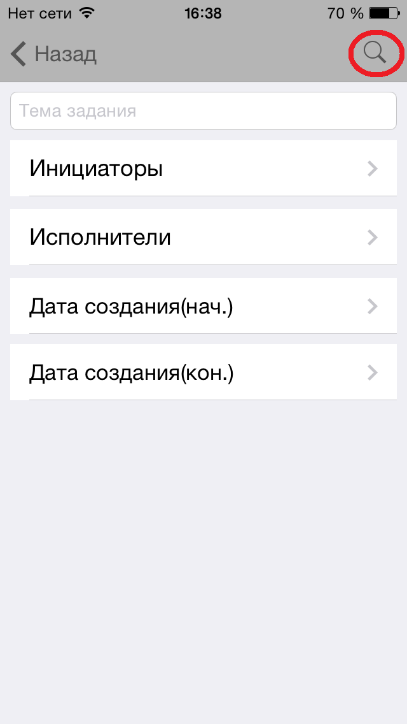 Нет сети 16:38 70 %
Назад
Тема задания
Инициаторы
Исполнители
Дата создания(нач.)
Дата создания(кон.)